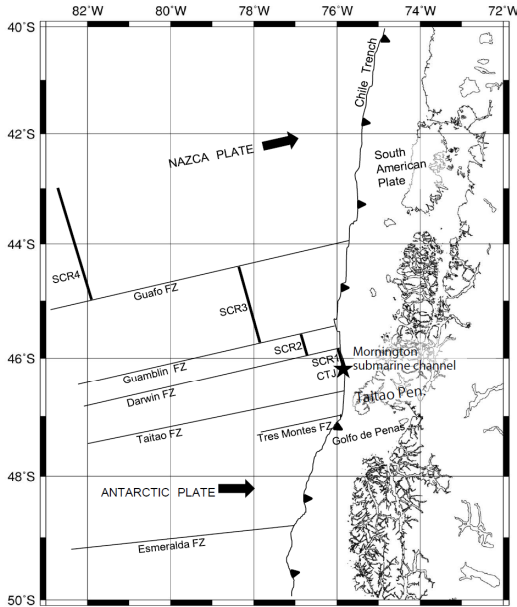 82°W 80°W 78°W 76°W 74°W 72°W
40°S
Chile Trench
42°S
NAZCA PLATE
South
American
Plate
44°S
SCR4
Guafo FZ
SCR3
SCR2
46°S
SCR1
Mornington
submarine channel
CTJ
Guamblin FZ
Darwin FZ
Taitao Pen.
Taitao FZ
Tres Montes FZ
Golfo de Penas
48°S
ANTARCTIC PLATE
Esmeralda FZ
50°S